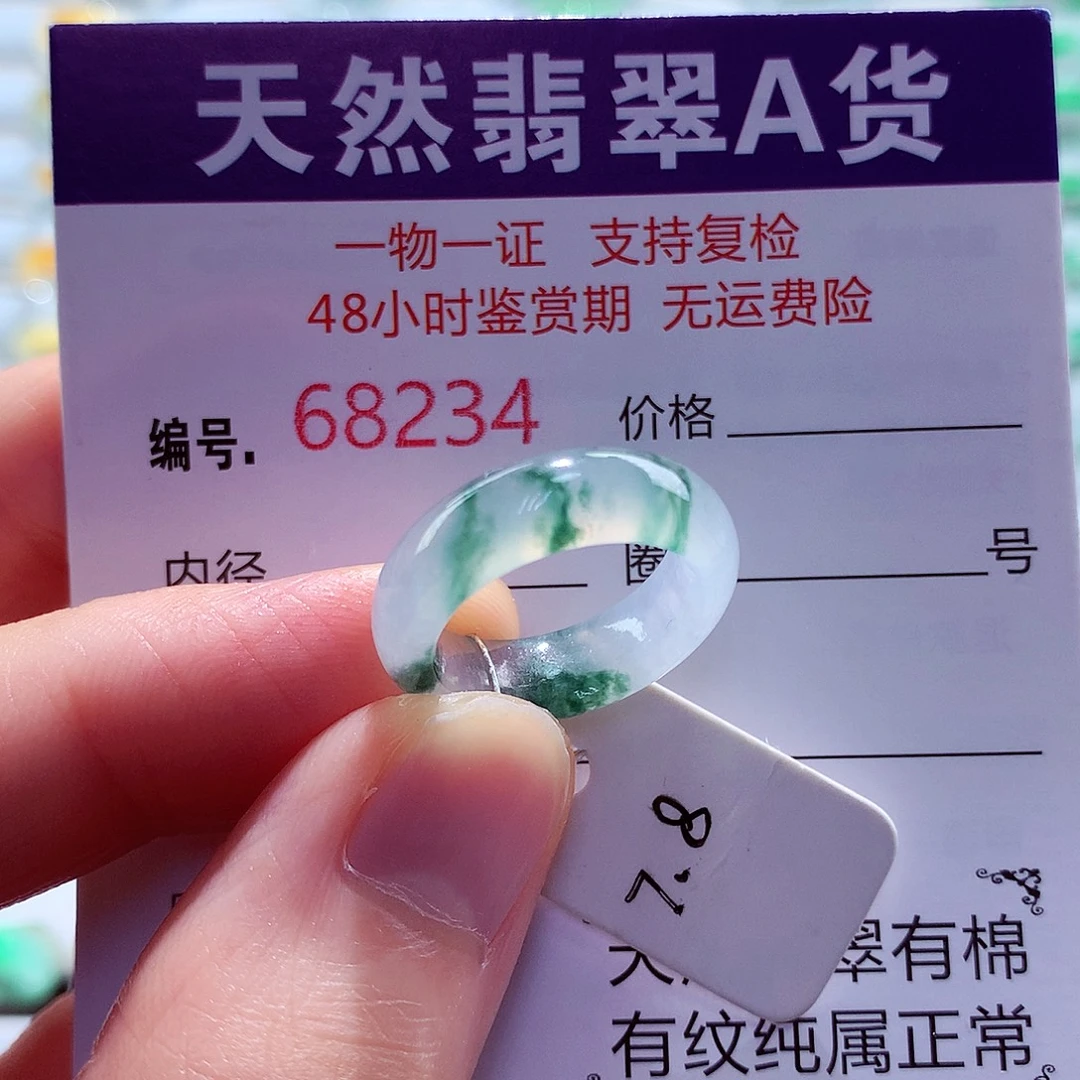 天然翡翠A货
一物一证 支持复检
48小时鉴赏期 无运费险
编号. 68234 价格
内径 圈 号
7.8
天 翠有棉
有纹纯属正常